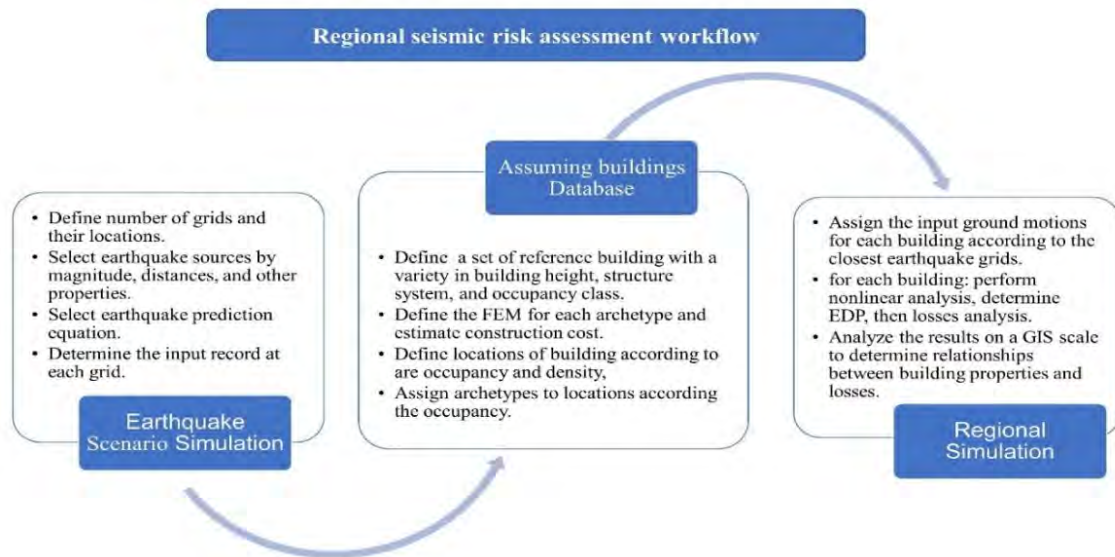 Regional seismic risk assessment workflow
• Define number of grids and
their locations.
• Select earthquake sources by
magnitude, distances, and other
properties.
• Select earthquake prediction
equation.
• Determine the input record at
each grid.
Earthquake
Scenario Simulation
Assuming buildings
Database
• Define a set of reference building with a
variety in building height, structure
system, and occupancy class.
• Define the FEM for each archetype and
estimate construction cost.
• Define locations of building according to
are occupancy and density,
• Assign archetypes to locations according
the occupancy.
• Assign the input ground motions
for each building according to the
closest earthquake grids.
• for each building: perform
nonlinear analysis, determine
EDP, then losses analysis.
• Analyze the results on a GIS scale
to determine relationships
between building properties and
losses.
Regional
Simulation